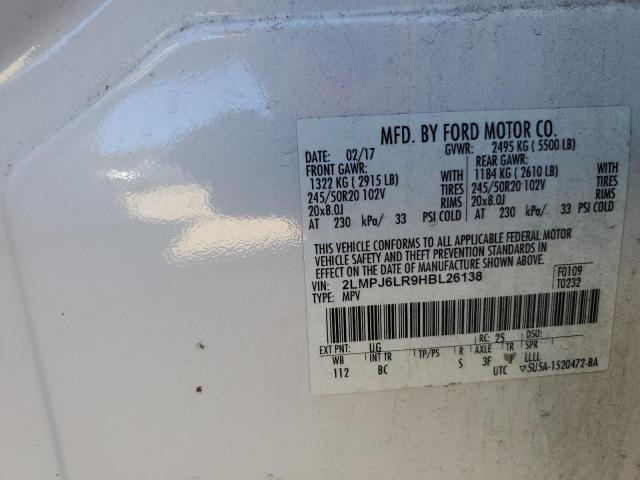 MFD. BY FORD MOTOR CO.
DATE: 02/17 GVWR: 2495 KG ( 5500 LB)
FRONT GAWR: REAR GAWR:
1322 KG ( 2915 LB) WITH 1184 KG ( 2610 LB) WITH
245/50R20 102V TIRES 245/50R20 102V TIRES
20x8.0J RIMS 20x8.0J RIMS
AT 230 kPa/ 33 PSI COLD AT 230 kPa/ 33 PSI COLD
THIS VEHICLE CONFORMS TO ALL APPLICABLE FEDERAL MOTOR
VEHICLE SAFETY AND THEFT PREVENTION STANDARDS IN
EFFECT ON THE DATE OF MANUFACTURE SHOWN ABOVE.
VIN: 2LMPJ6LR9HBL26138 F0109
TYPE: MPV T0232
EXT PNT: UG RC: 25 DSO:
WB INT TR TP/PS R AXLE TR SPR
112 BC S 3F LLLL
UTC ▽5U5A-1520472-BA